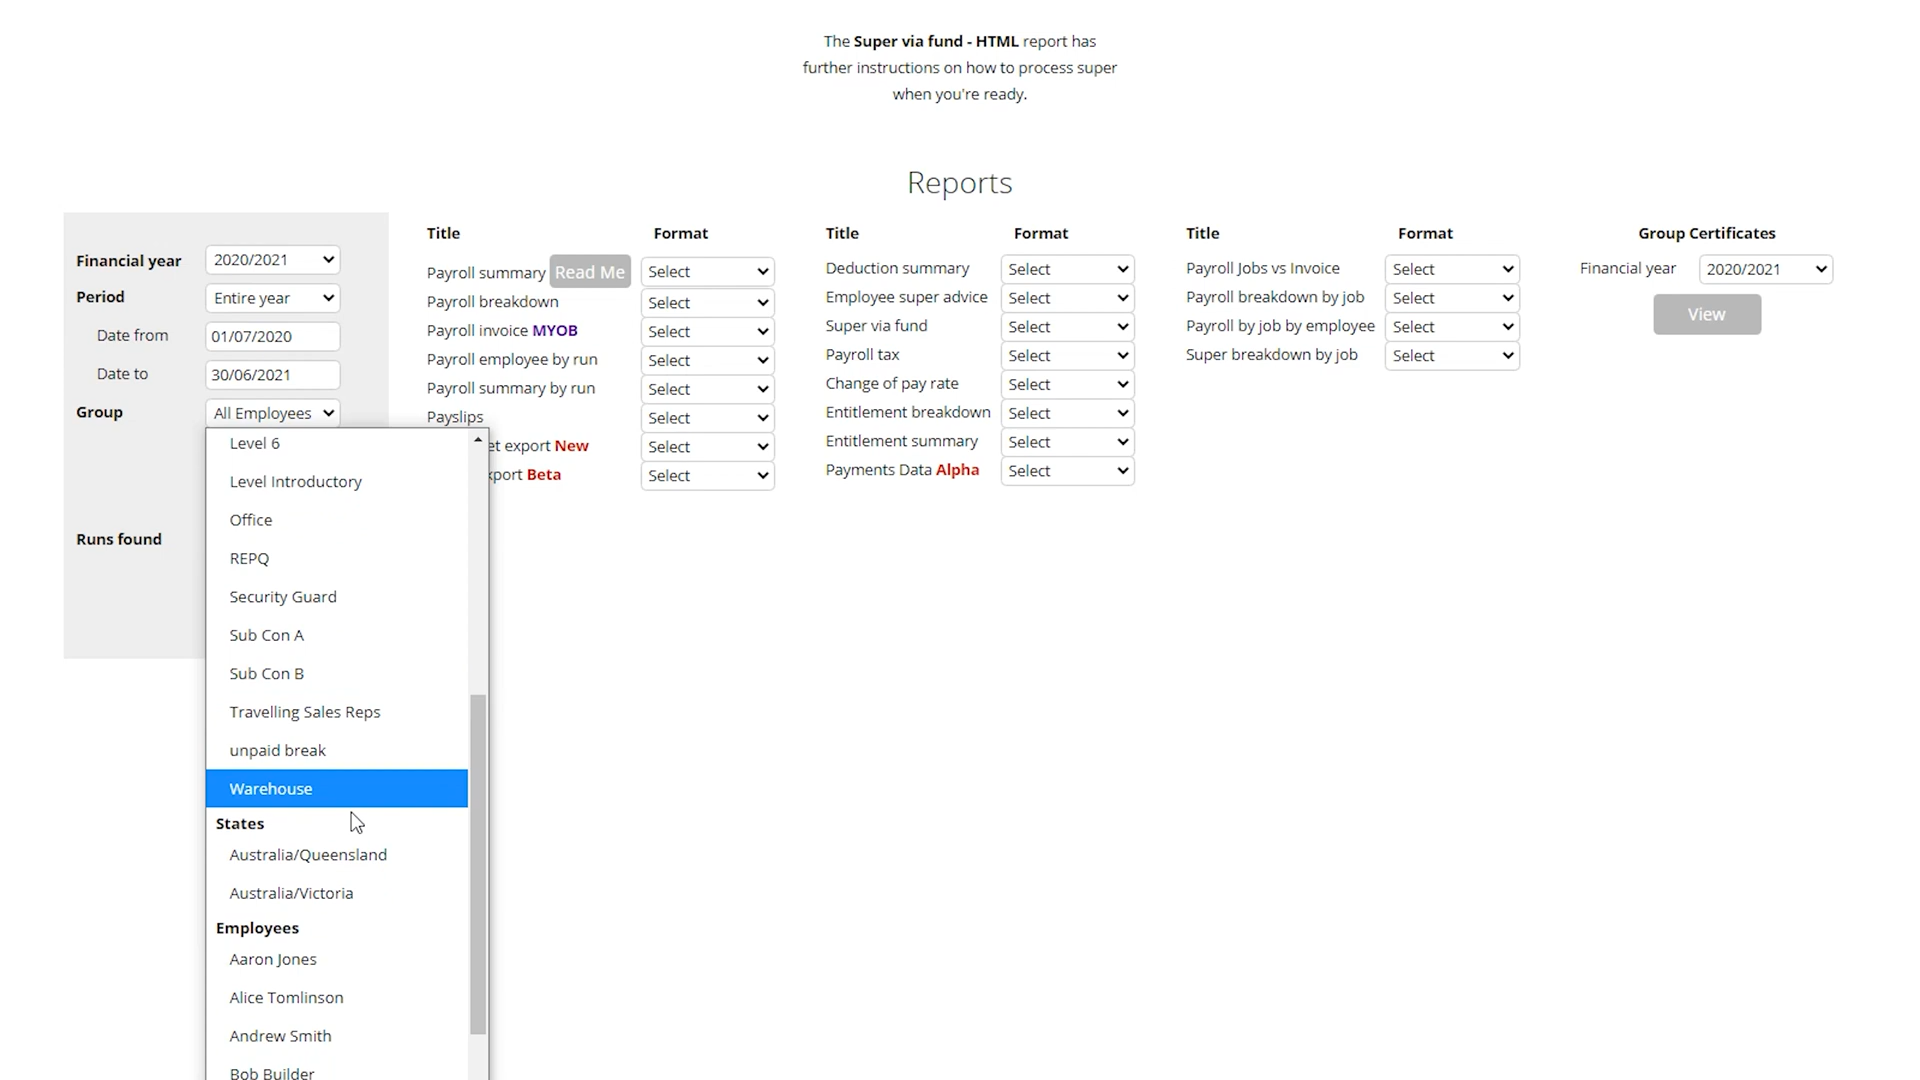 The Super via fund - HTML report has
further instructions on how to process super
when you're ready.
Reports
Financial year 2020/2021
Period Entire year
Date from 01/07/2020
Date to 30/06/2021
Group All Employees
Level 6
Level Introductory
Office
REPQ
Security Guard
Sub Con A
Sub Con B
Travelling Sales Reps
unpaid break
Warehouse
States
Australia/Queensland
Australia/Victoria
Employees
Aaron Jones
Alice Tomlinson
Andrew Smith
Bob Builder
Runs found
Title Format
Payroll summary Read Me Select
Payroll breakdown Select
Payroll invoice MYOB Select
Payroll employee by run Select
Payroll summary by run Select
Payslips Select
et export New Select
xport Beta Select
Title Format
Deduction summary Select
Employee super advice Select
Super via fund Select
Payroll tax Select
Change of pay rate Select
Entitlement breakdown Select
Entitlement summary Select
Payments Data Alpha Select
Title Format
Payroll Jobs vs Invoice Select
Payroll breakdown by job Select
Payroll by job by employee Select
Super breakdown by job Select
Group Certificates
Financial year 2020/2021
View